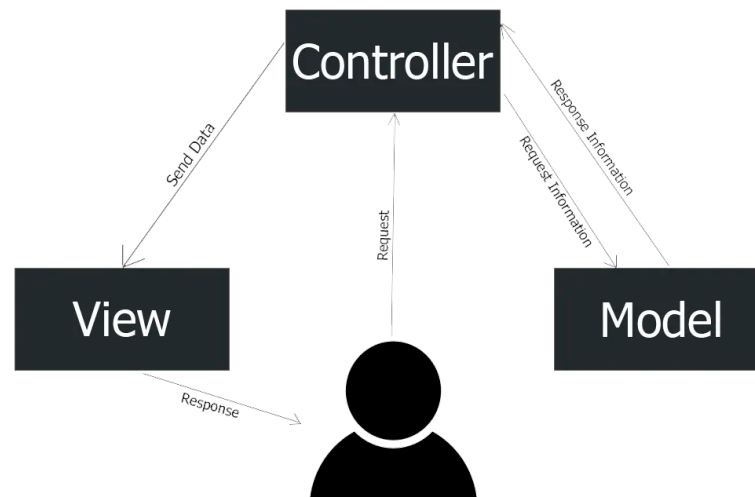 Controller
Send Data
Request
Request Information
Response Information
View
Model
Response